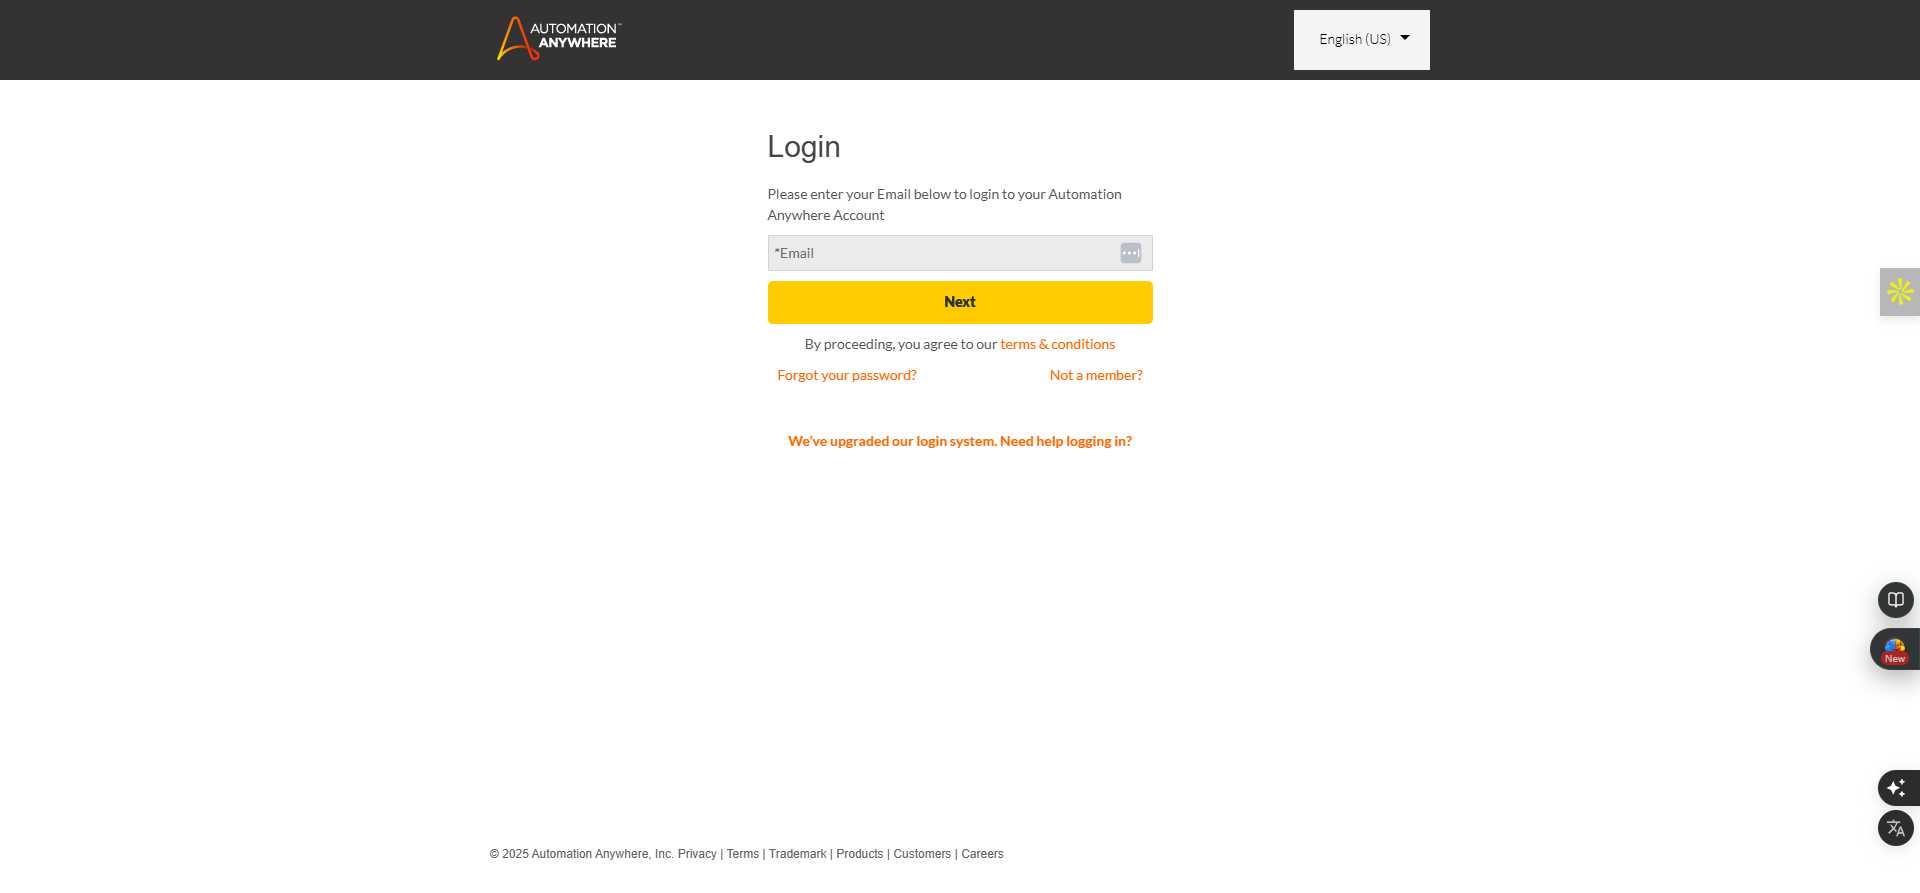 AUTOMATION
ANYWHERE
English (US)
Login
Please enter your Email below to login to your Automation
Anywhere Account
*Email
Next
By proceeding, you agree to our terms & conditions
Forgot your password? Not a member?
We've upgraded our login system. Need help logging in?
New
© 2025 Automation Anywhere, Inc. Privacy | Terms | Trademark | Products | Customers | Careers